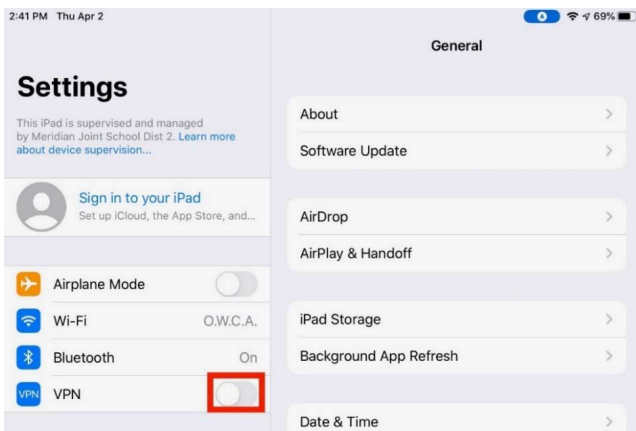 2:41 PM Thu Apr 2
69%
Settings
This iPad is supervised and managed
by Meridian Joint School Dist 2. Learn more
about device supervision...
Sign in to your iPad
Set up iCloud, the App Store, and...
Airplane Mode
Wi-Fi O.W.C.A.
Bluetooth On
VPN VPN
General
About
Software Update
AirDrop
AirPlay & Handoff
iPad Storage
Background App Refresh
Date & Time